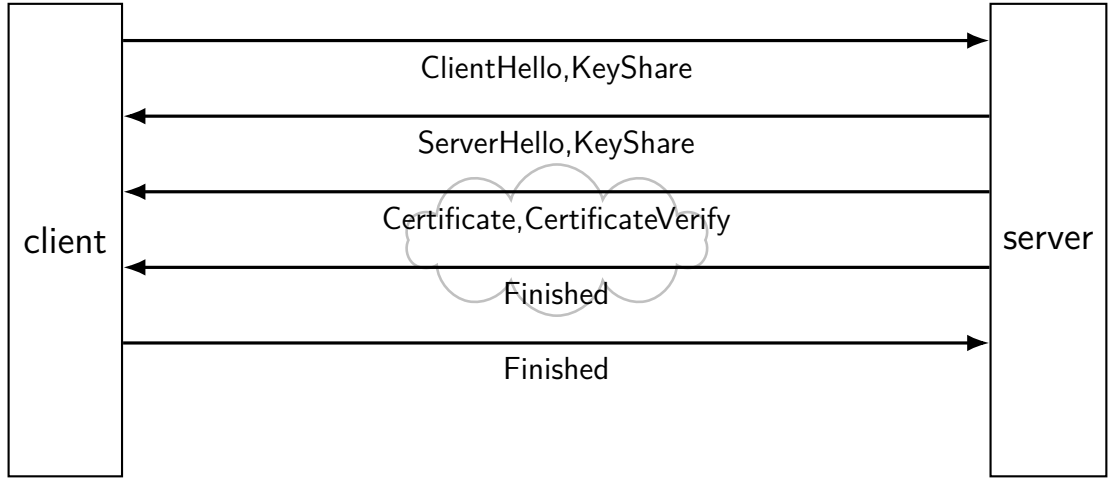 ClientHello,KeyShare
ServerHello,KeyShare
Certificate,CertificateVerify
client
server
Finished
Finished